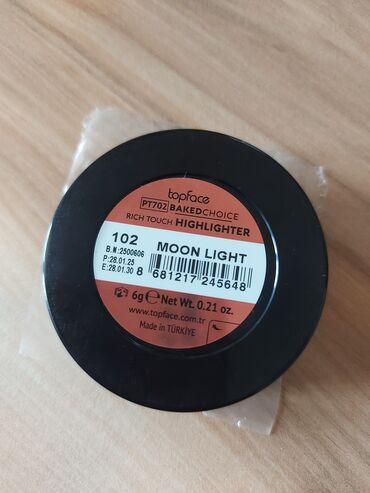 topface
PT702 BAKEDCHOICE
RICH TOUCH HIGHLIGHTER
102 MOON LIGHT
B.N:2500606
P:28.01.25
E:28.01.30
8 681217 245648
6g e Net Wt. 0.21 oz.
www.topface.com.tr
Made in TÜRKİYE